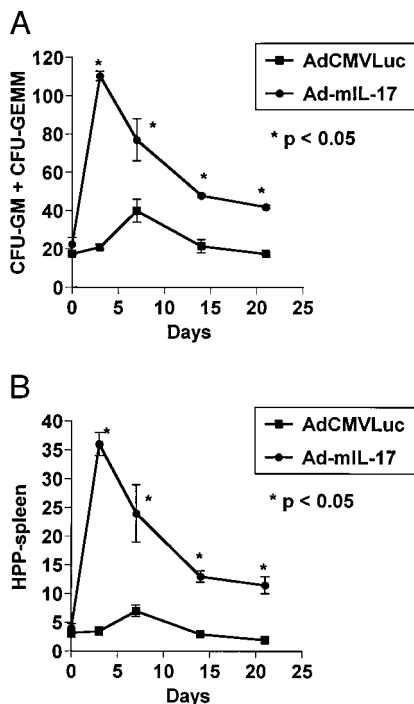 A
AdCMVLuc
Ad-mIL-17
* p < 0.05
CFU-GM + CFU-GEMM
120
100
80
60
40
20
0
*
*
*
*
0 5 10 15 20 25
Days
B
AdCMVLuc
Ad-mIL-17
* p < 0.05
HPP-spleen
40
35
30
25
20
15
10
5
0
*
*
*
*
0 5 10 15 20 25
Days